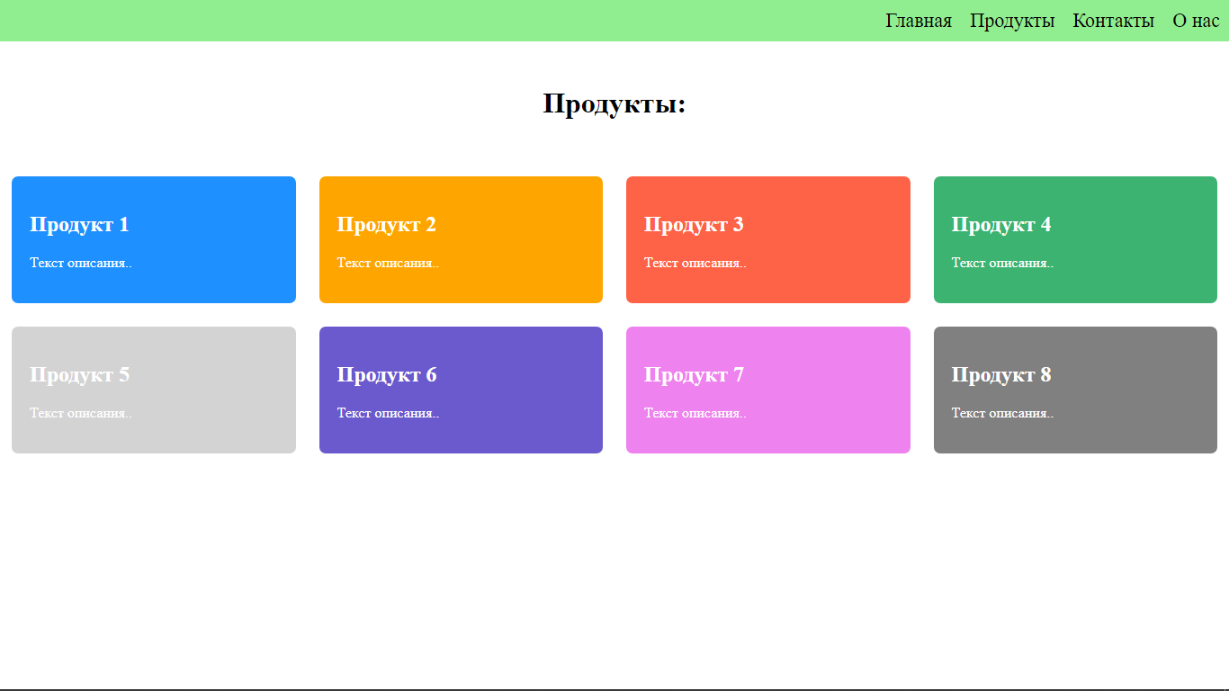 Главная Продукты Контакты О нас
Продукты:
Продукт 1
Текст описания..
Продукт 2
Текст описания..
Продукт 3
Текст описания..
Продукт 4
Текст описания..
Продукт 5
Текст описания..
Продукт 6
Текст описания..
Продукт 7
Текст описания..
Продукт 8
Текст описания..